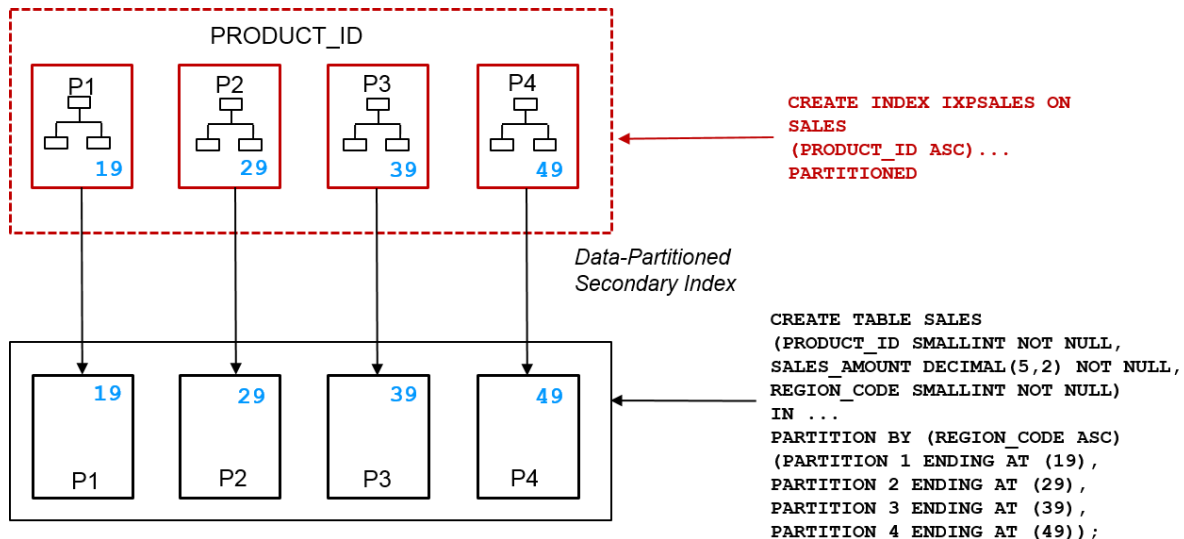 PRODUCT_ID
P1
19
P2
29
P3
39
P4
49
CREATE INDEX IXPSALES ON
SALES
(PRODUCT_ID ASC)...
PARTITIONED
Data-Partitioned
Secondary Index
19
P1
29
P2
39
P3
49
P4
CREATE TABLE SALES
(PRODUCT_ID SMALLINT NOT NULL,
SALES_AMOUNT DECIMAL(5,2) NOT NULL,
REGION_CODE SMALLINT NOT NULL)
IN ...
PARTITION BY (REGION_CODE ASC)
(PARTITION 1 ENDING AT (19),
PARTITION 2 ENDING AT (29),
PARTITION 3 ENDING AT (39),
PARTITION 4 ENDING AT (49));